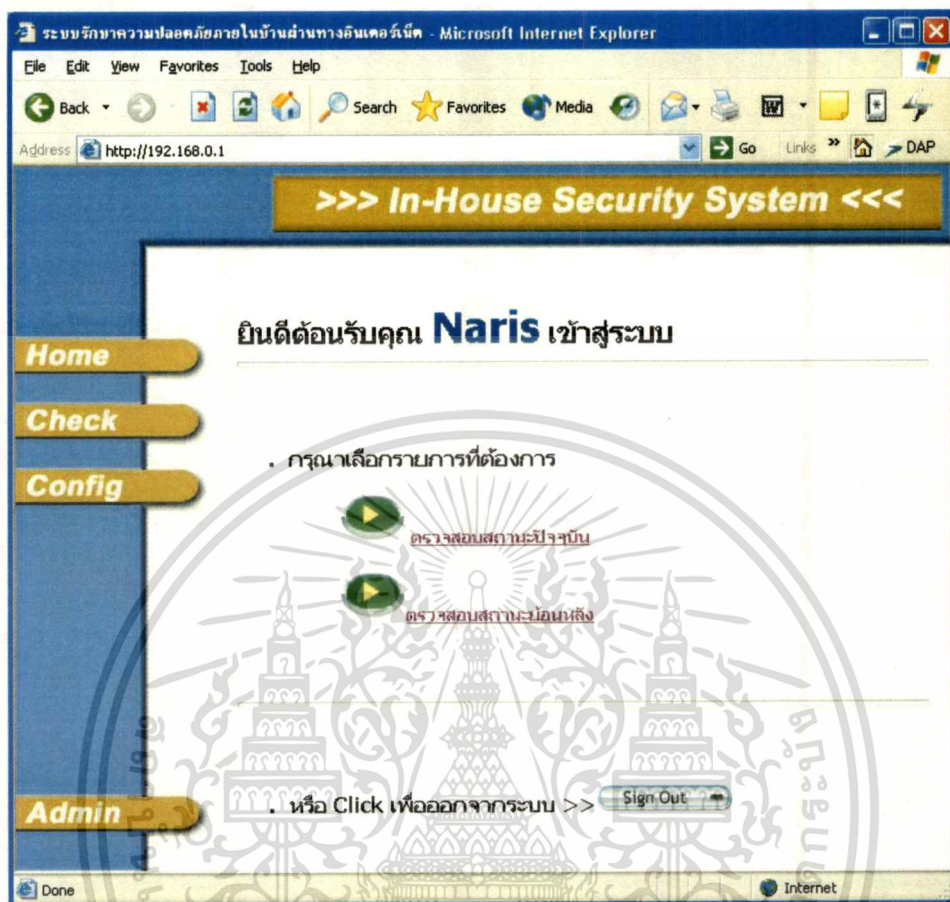 ระบบรักษาความปลอดภัยภายในบ้านผ่านทางอินเตอร์เน็ต - Microsoft Internet Explorer
File Edit View Favorites Tools Help
Back Search Favorites Media
Address http://192.168.0.1 Go Links » DAP
>>> In-House Security System <<<
ยินดีต้อนรับคุณ Naris เข้าสู่ระบบ
Home
Check
Config
. กรุณาเลือกรายการที่ต้องการ
ตรวจสอบสถานะปัจจุบัน
ตรวจสอบสถานะย้อนหลัง
Admin
. หรือ Click เพื่อออกจากระบบ >> Sign Out
Done Internet